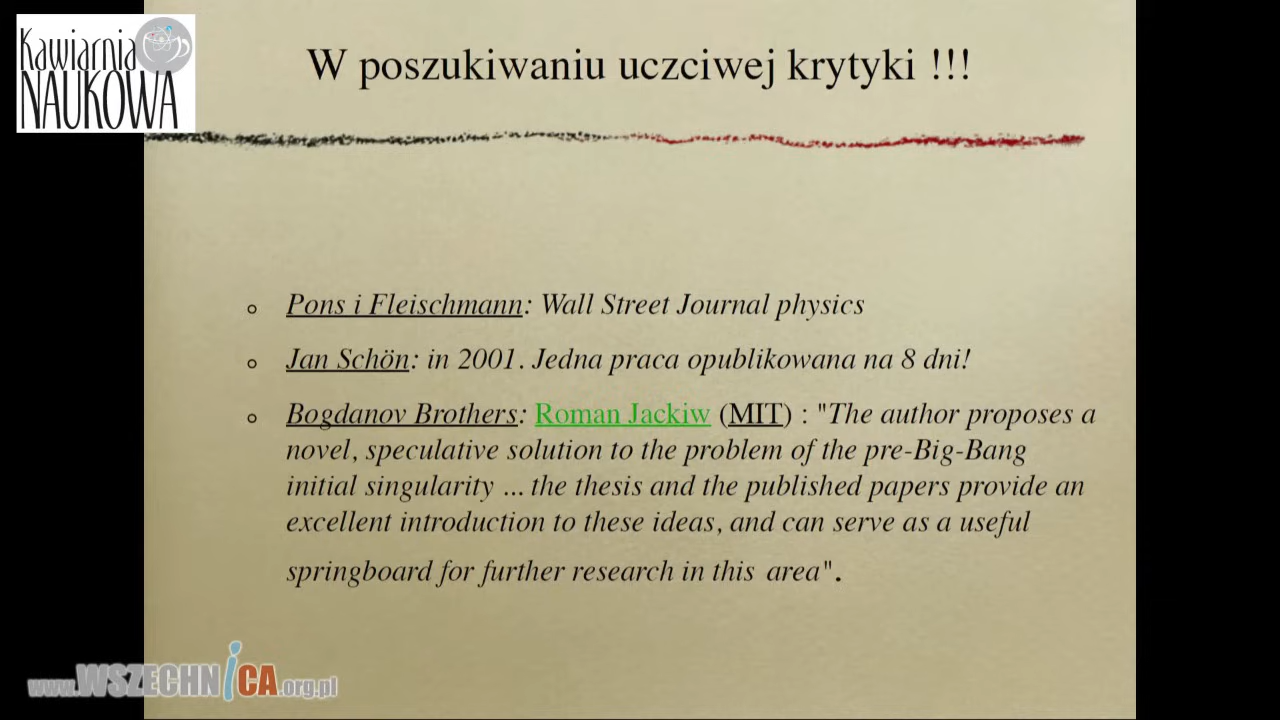 Kawiarnia
NAUKOWA
W poszukiwaniu uczciwej krytyki !!!
Pons i Fleischmann: Wall Street Journal physics
Jan Schön: in 2001. Jedna praca opublikowana na 8 dni!
Bogdanov Brothers: Roman Jackiw (MIT) : "The author proposes a
novel, speculative solution to the problem of the pre-Big-Bang
initial singularity ... the thesis and the published papers provide an
excellent introduction to these ideas, and can serve as a useful
springboard for further research in this area".
www.WSZECHNiCA.org.pl